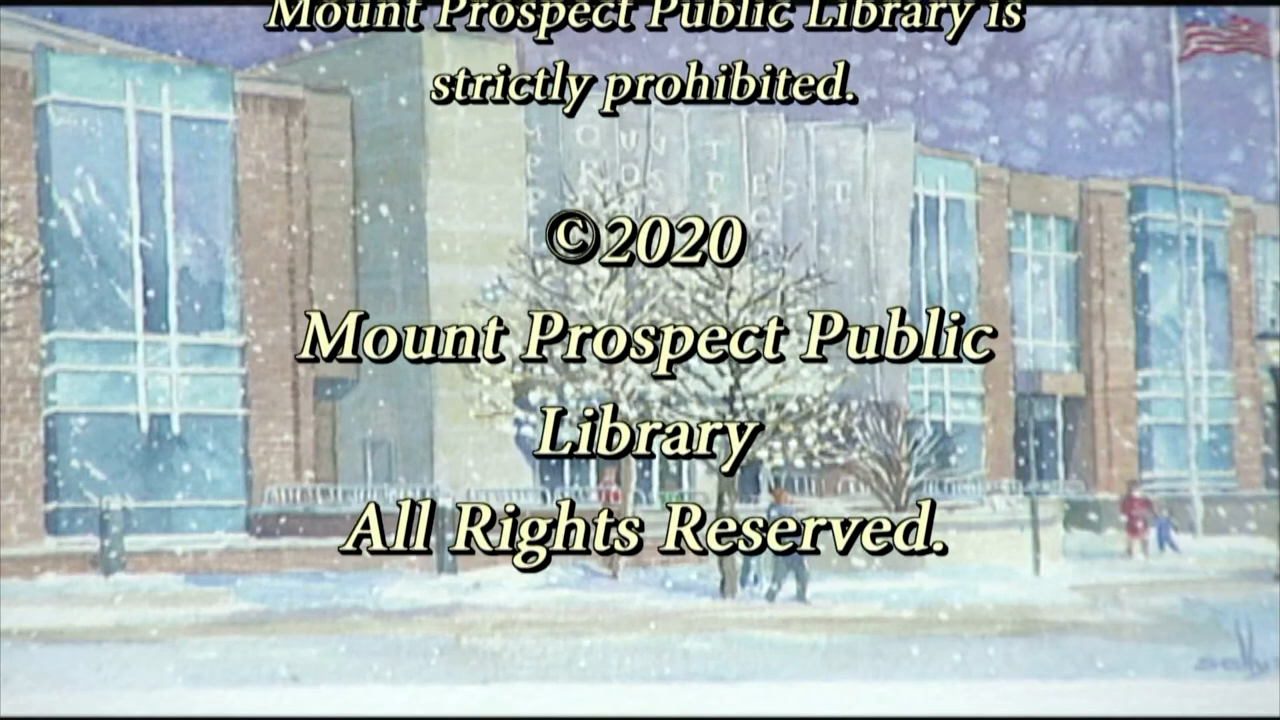 Mount Prospect Public Library is
strictly prohibited.
©2020
Mount Prospect Public
Library
All Rights Reserved.